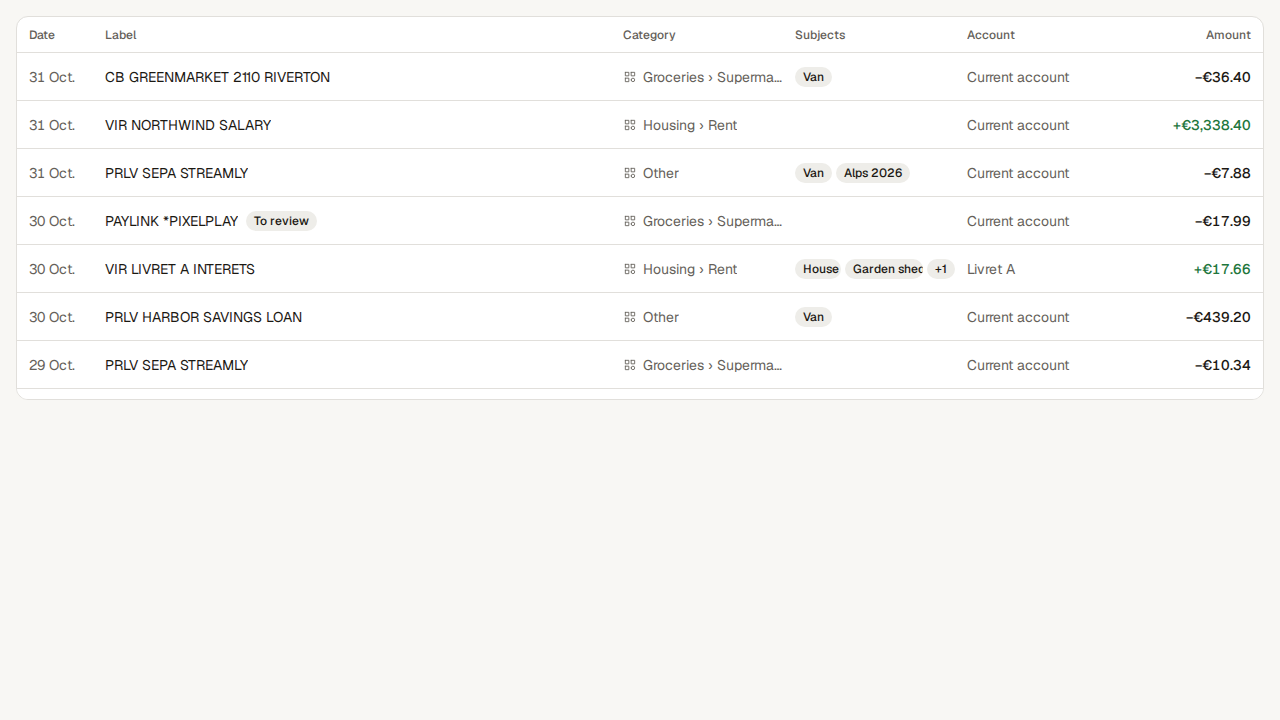 Date Label Category Subjects Account Amount
31 Oct. CB GREENMARKET 2110 RIVERTON Groceries › Superma… Van Current account −€36.40
31 Oct. VIR NORTHWIND SALARY Housing › Rent Current account +€3,338.40
31 Oct. PRLV SEPA STREAMLY Other Van Alps 2026 Current account −€7.88
30 Oct. PAYLINK *PIXELPLAY To review Groceries › Superma… Current account −€17.99
30 Oct. VIR LIVRET A INTERETS Housing › Rent House Garden shed +1 Livret A +€17.66
30 Oct. PRLV HARBOR SAVINGS LOAN Other Van Current account −€439.20
29 Oct. PRLV SEPA STREAMLY Groceries › Superma… Current account −€10.34